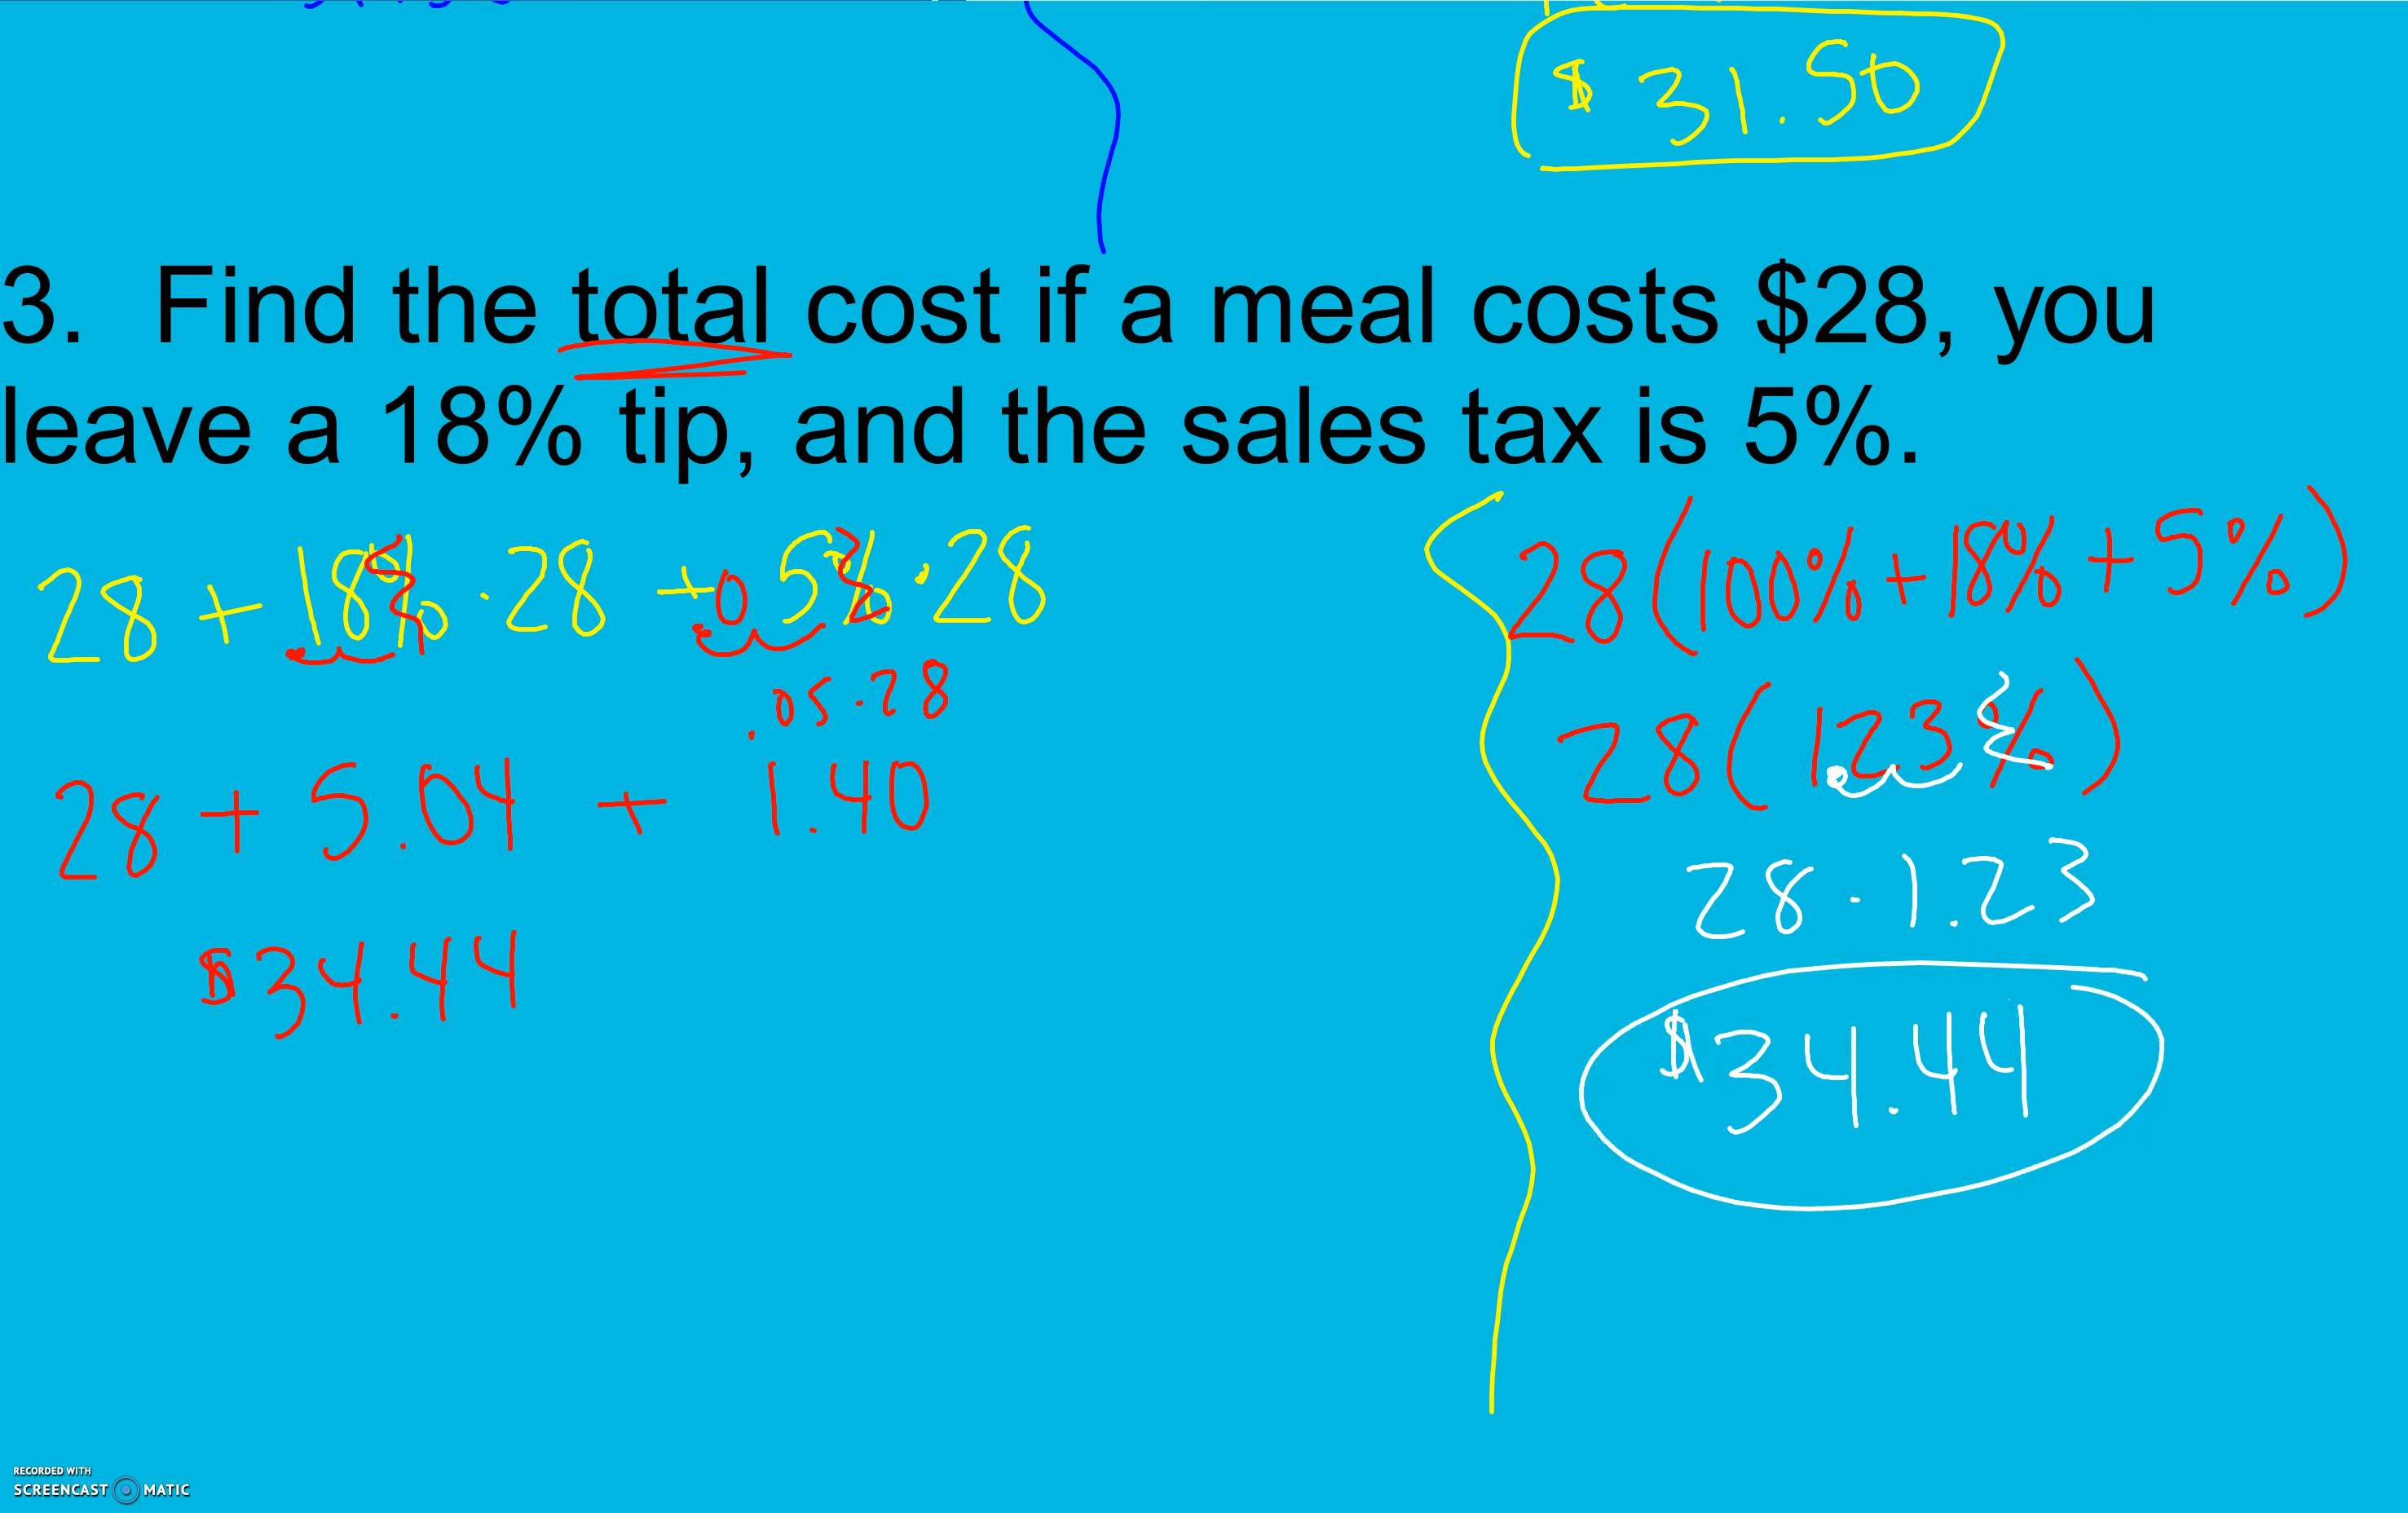 $ 31.50
3. Find the total cost if a meal costs $28, you
leave a 18% tip, and the sales tax is 5%.
28 + 18% · 28 + 05% · 28
.05 · 28
28 + 5.04 + 1.40
$34.44
28(100% + 18% + 5%)
28(1.23%)
28 · 1.23
$34.44
RECORDED WITH
SCREENCAST MATIC